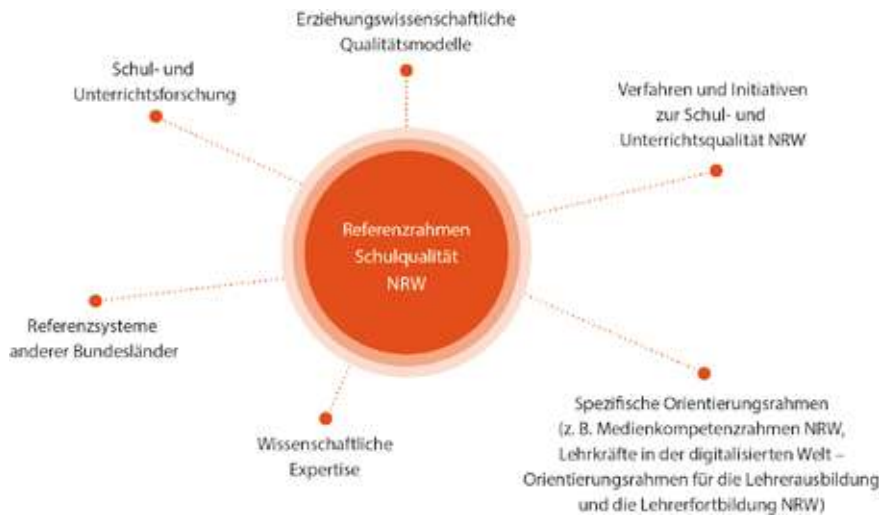 Erziehungswissenschaftliche
Qualitätsmodelle
Schul- und
Unterrichtsforschung
Verfahren und Initiativen
zur Schul- und
Unterrichtsqualität NRW
Referenzrahmen
Schulqualität
NRW
Referenzsysteme
anderer Bundesländer
Wissenschaftliche
Expertise
Spezifische Orientierungsrahmen
(z. B. Medienkompetenzrahmen NRW,
Lehrkräfte in der digitalisierten Welt –
Orientierungsrahmen für die Lehrerausbildung
und die Lehrerfortbildung NRW)